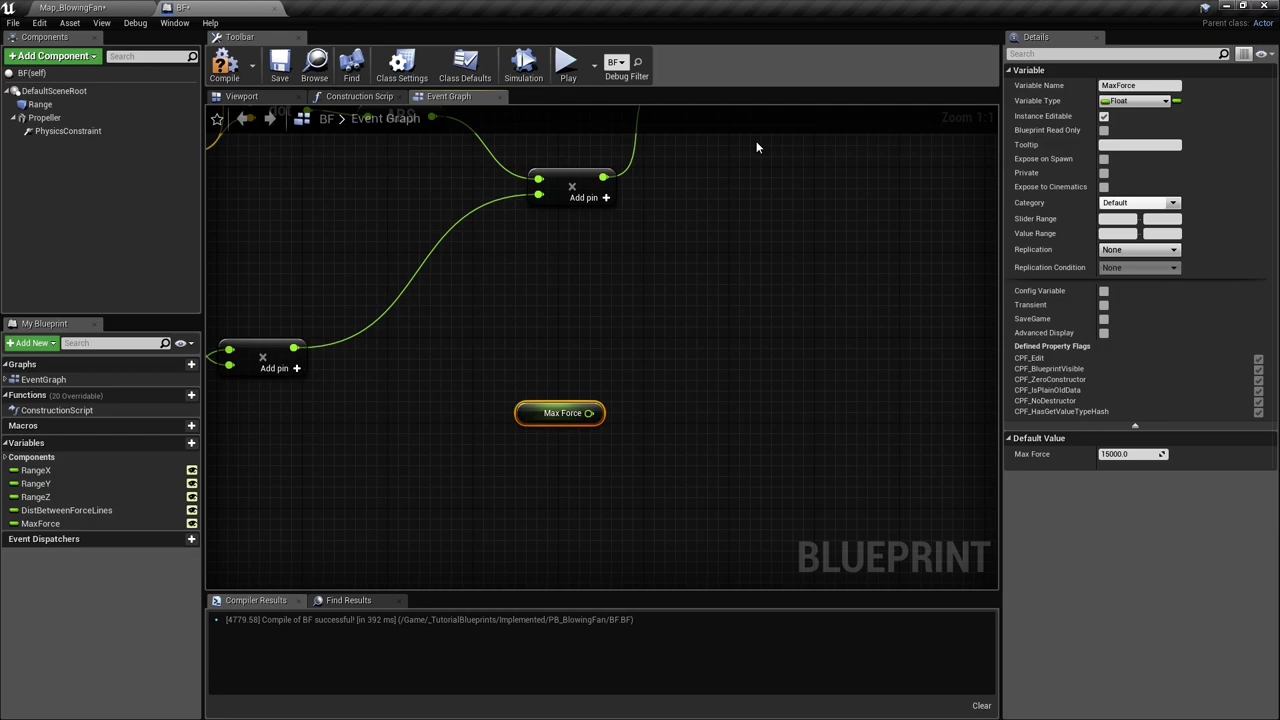 Map_BlowingFan*
BF*
File Edit Asset View Debug Window Help
Parent class: Actor
Components
Toolbar
Details
Add Component
Search
BF(self)
DefaultSceneRoot
Range
Propeller
PhysicsConstraint
Compile
Save
Browse
Find
Class Settings
Class Defaults
Simulation
Play
BF
Debug Filter
Viewport
Construction Scrip
Event Graph
BF > Event Graph
Zoom 1:1
dot
ABS
Add pin
Add pin
Max Force
BLUEPRINT
My Blueprint
Add New
Search
Graphs
EventGraph
Functions (20 Overridable)
ConstructionScript
Macros
Variables
Components
RangeX
RangeY
RangeZ
DistBetweenForceLines
MaxForce
Event Dispatchers
Compiler Results
Find Results
[4779.58] Compile of BF successful! [in 392 ms] (/Game/_TutorialBlueprints/Implemented/PB_BlowingFan/BF.BF)
Clear
Search
Variable
Variable Name MaxForce
Variable Type Float
Instance Editable
Blueprint Read Only
Tooltip
Expose on Spawn
Private
Expose to Cinematics
Category Default
Slider Range
Value Range
Replication None
Replication Condition None
Config Variable
Transient
SaveGame
Advanced Display
Defined Property Flags
CPF_Edit
CPF_BlueprintVisible
CPF_ZeroConstructor
CPF_IsPlainOldData
CPF_NoDestructor
CPF_HasGetValueTypeHash
Default Value
Max Force 15000.0